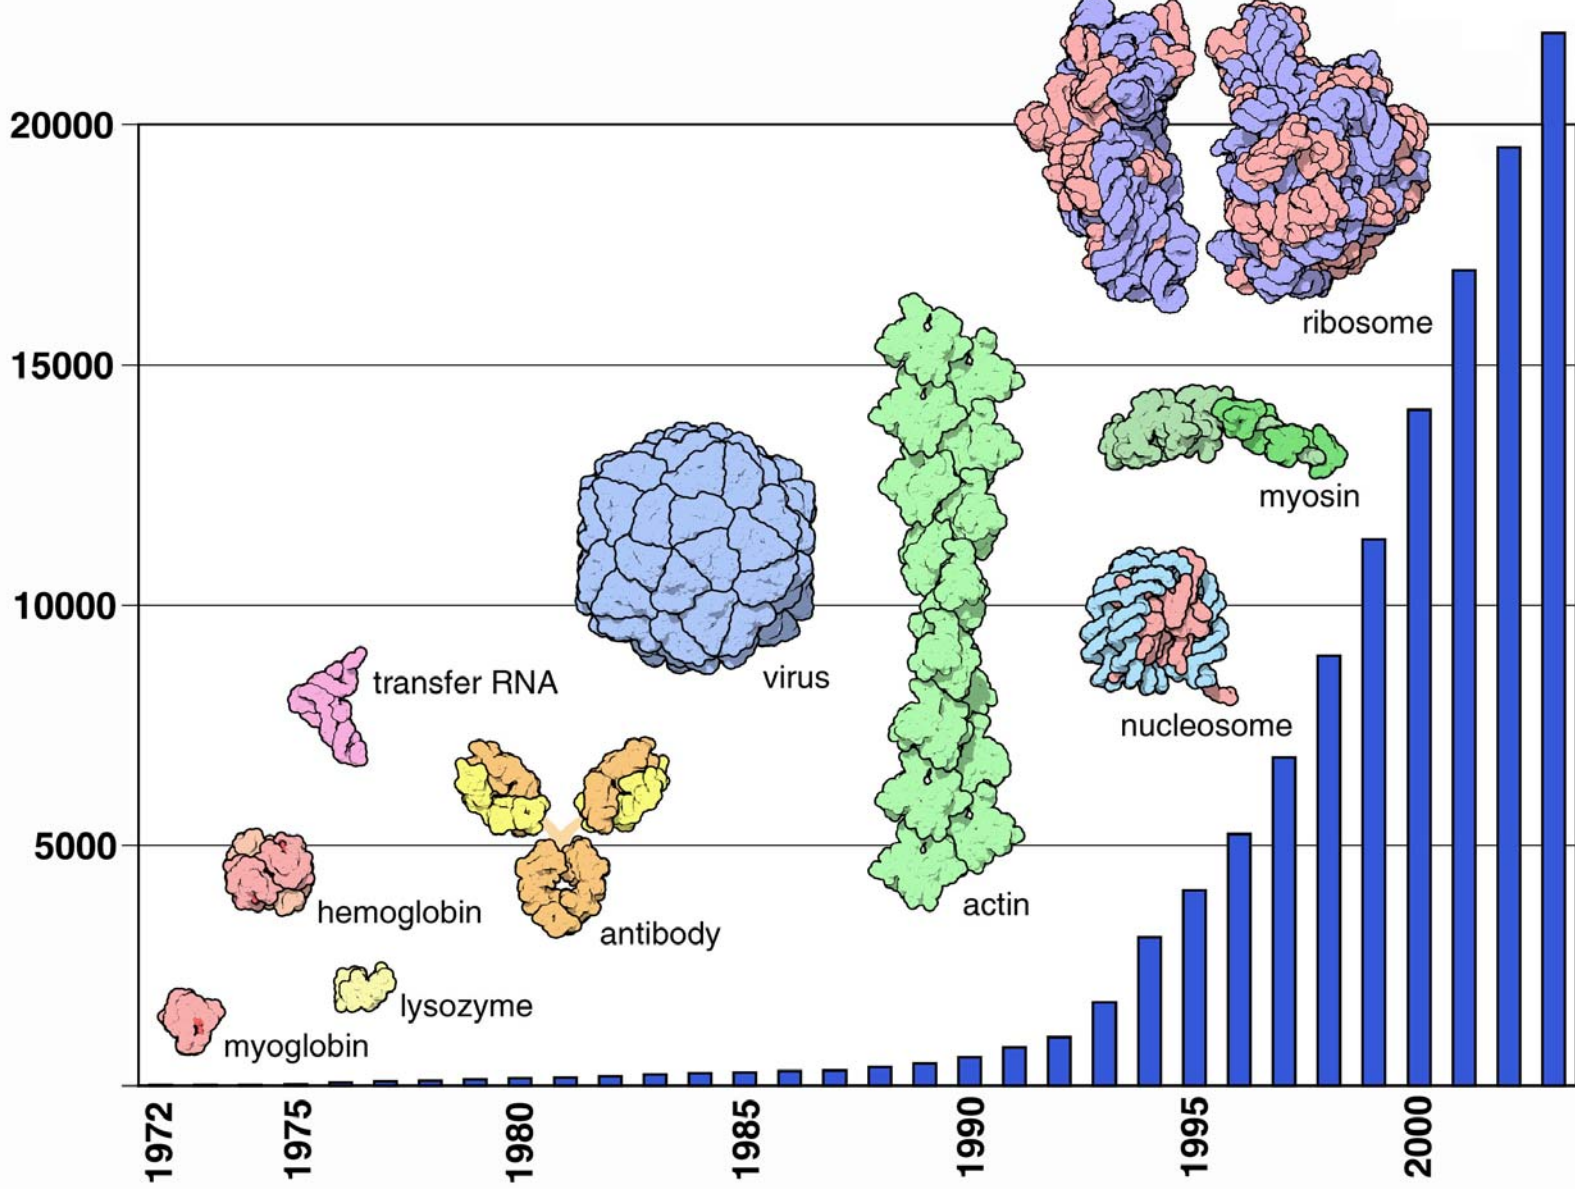 20000
ribosome
15000
myosin
10000
transfer RNA
virus
nucleosome
5000
hemoglobin
antibody
actin
lysozyme
myoglobin
1972
1975
1980
1985
1990
1995
2000